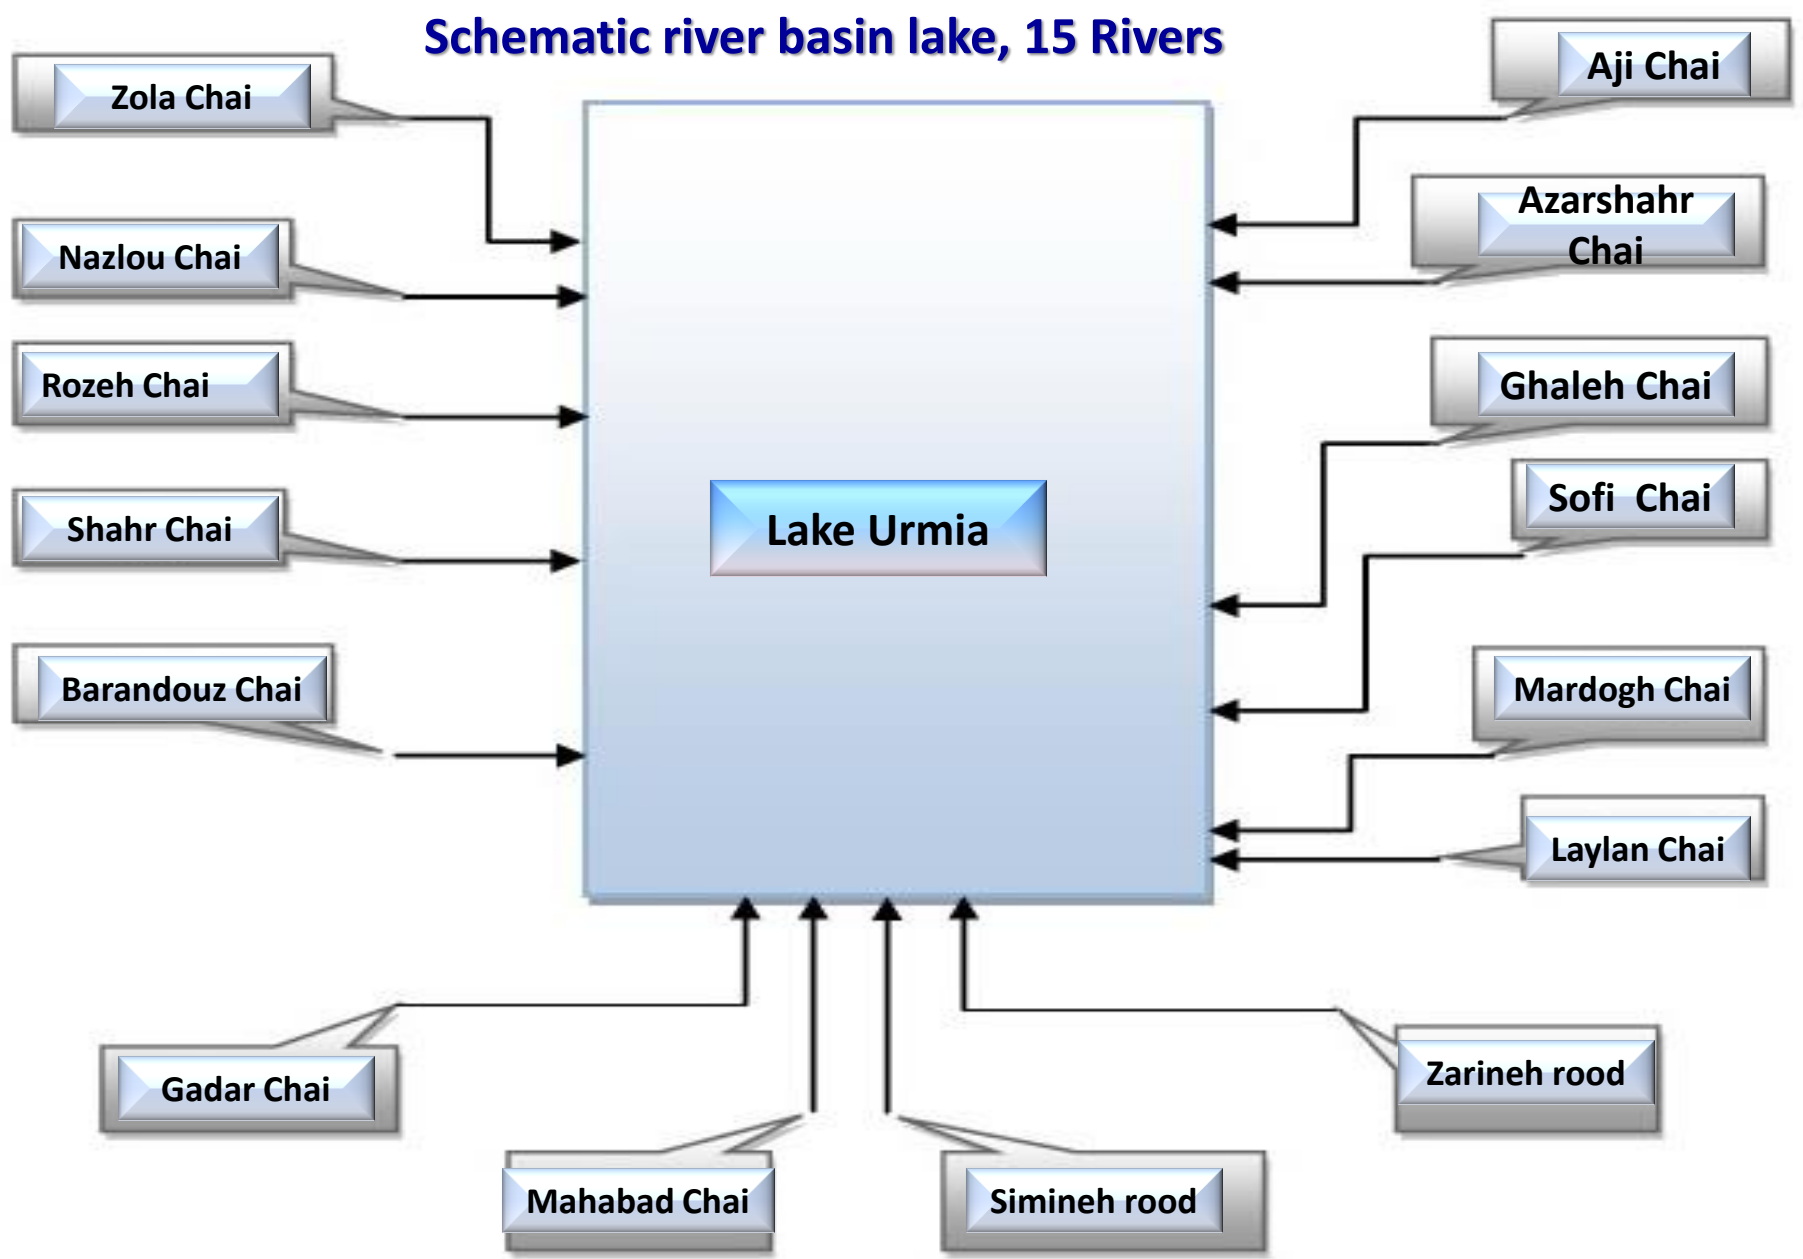 Schematic river basin lake, 15 Rivers
Zola Chai
Nazlou Chai
Rozeh Chai
Shahr Chai
Barandouz Chai
Lake Urmia
Aji Chai
Azarshahr
Chai
Ghaleh Chai
Sofi Chai
Mardogh Chai
Laylan Chai
Gadar Chai
Mahabad Chai
Simineh rood
Zarineh rood